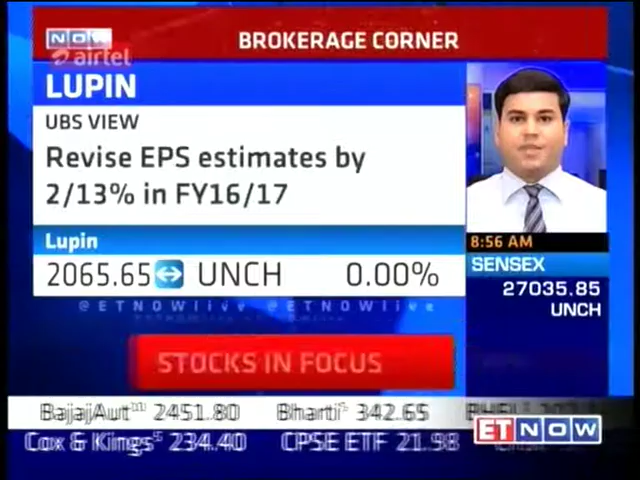 NOW
airtel
BROKERAGE CORNER
LUPIN
UBS VIEW
Revise EPS estimates by
2/13% in FY16/17
Lupin
2065.65 ↔ UNCH 0.00%
8:56 AM
SENSEX
27035.85
UNCH
@ETNOWlive @ETNOWlive
STOCKS IN FOCUS
BajajAut 2451.80 Bharti 342.65
Cox & Kings 234.40 CPSE ETF 21.98
ET NOW